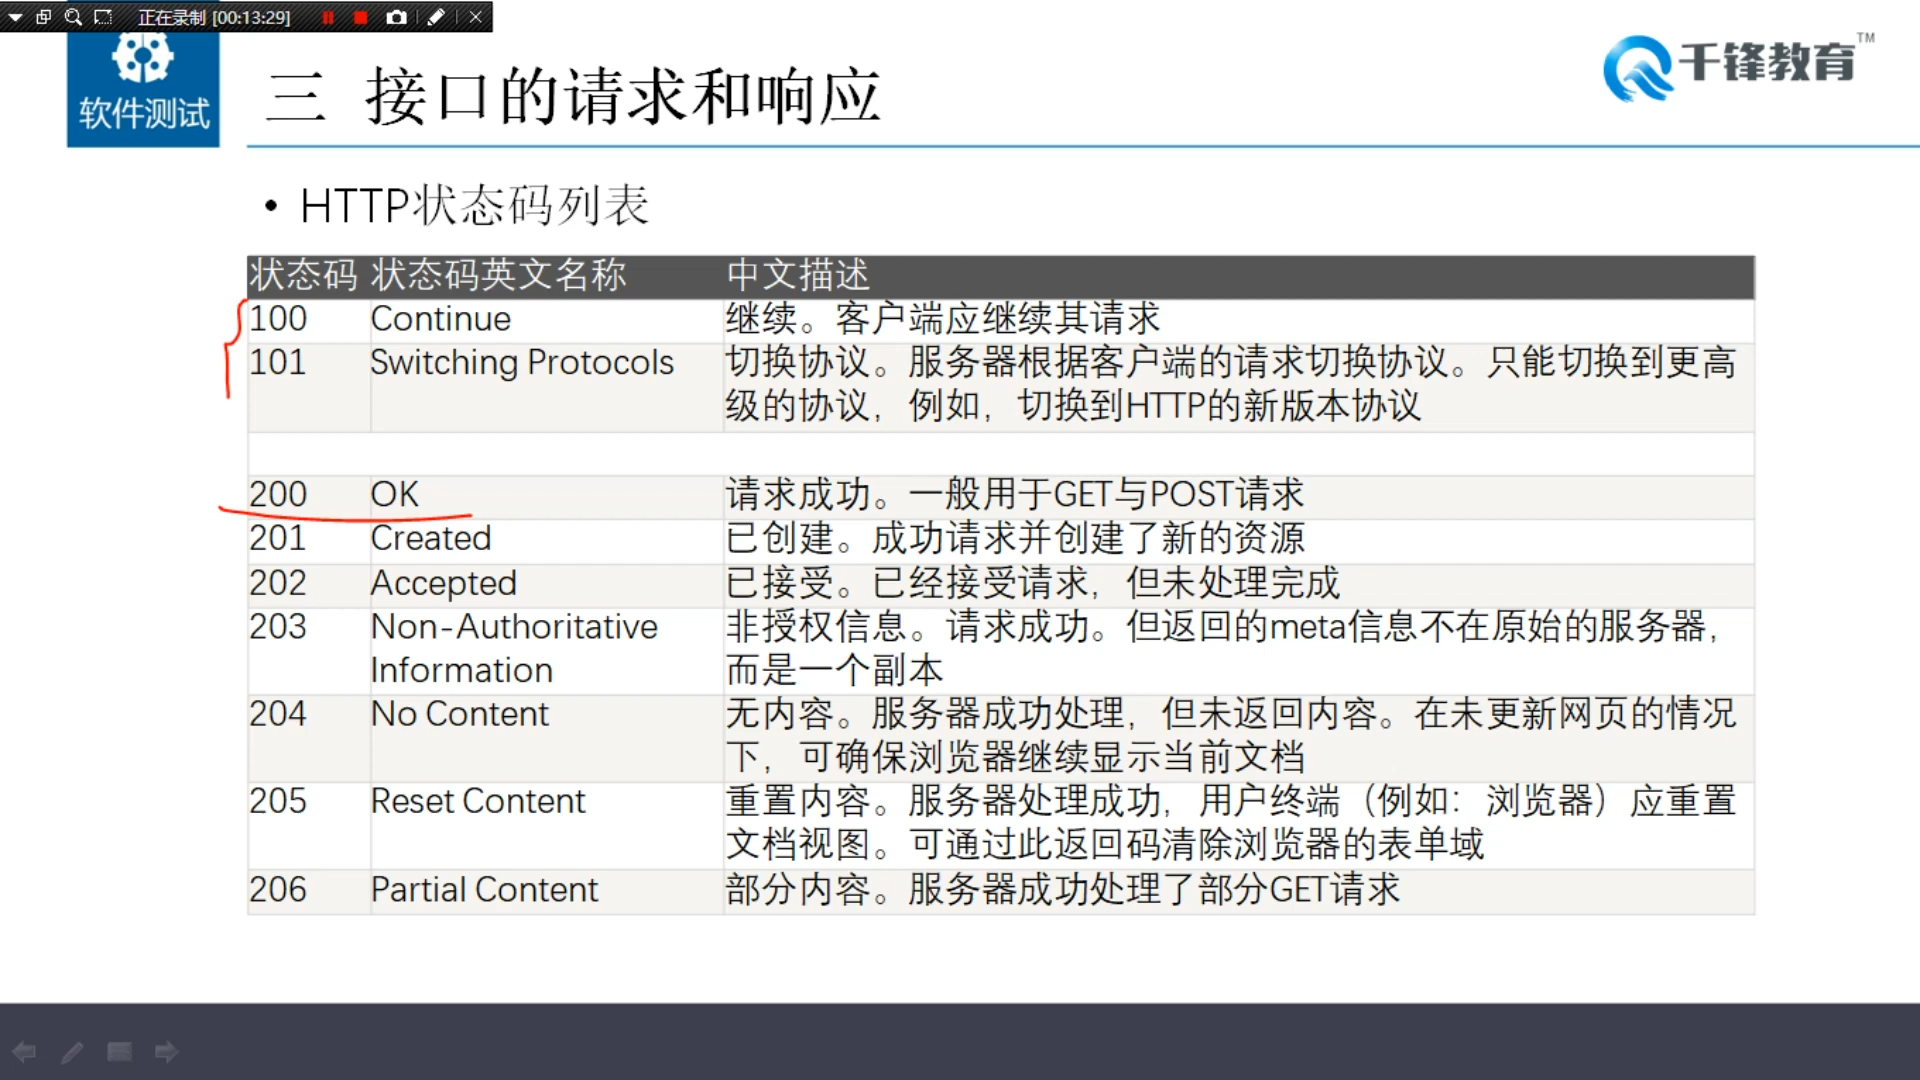 正在录制 [00:13:29]
软件测试
三 接口的请求和响应
千锋教育™
• HTTP状态码列表
状态码 状态码英文名称 中文描述
100 Continue 继续。客户端应继续其请求
101 Switching Protocols 切换协议。服务器根据客户端的请求切换协议。只能切换到更高
级的协议，例如，切换到HTTP的新版本协议
200 OK 请求成功。一般用于GET与POST请求
201 Created 已创建。成功请求并创建了新的资源
202 Accepted 已接受。已经接受请求，但未处理完成
203 Non-Authoritative 非授权信息。请求成功。但返回的meta信息不在原始的服务器，
Information 而是一个副本
204 No Content 无内容。服务器成功处理，但未返回内容。在未更新网页的情况
下，可确保浏览器继续显示当前文档
205 Reset Content 重置内容。服务器处理成功，用户终端（例如：浏览器）应重置
文档视图。可通过此返回码清除浏览器的表单域
206 Partial Content 部分内容。服务器成功处理了部分GET请求